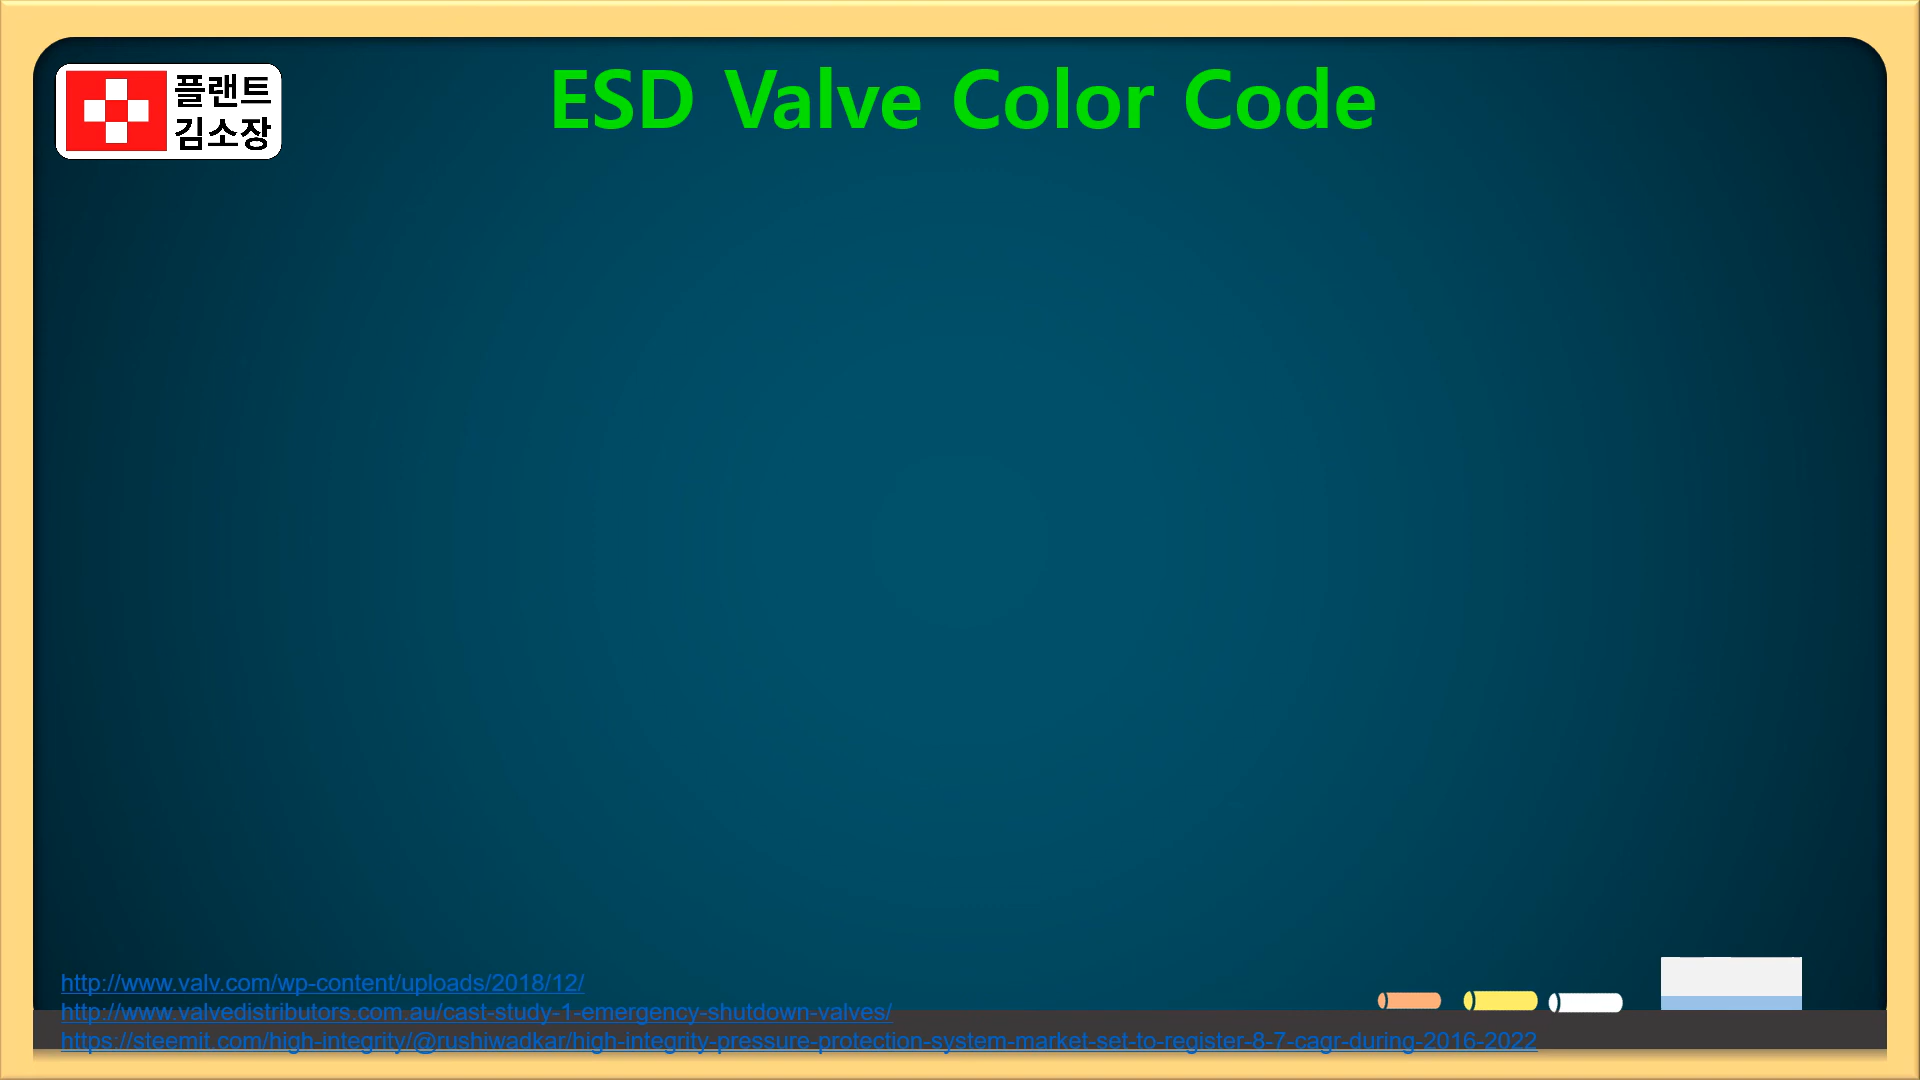 플랜트
김소장
ESD Valve Color Code
http://www.valv.com/wp-content/uploads/2018/12/
http://www.valvedistributors.com.au/cast-study-1-emergency-shutdown-valves/
https://steemit.com/high-integrity/@rushiwadkar/high-integrity-pressure-protection-system-market-set-to-register-8-7-cagr-during-2016-2022